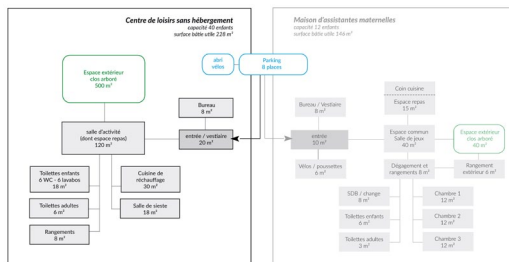 Centre de loisirs sans hébergement
capacité 40 enfants
surface bâtie utile 228 m²
Espace extérieur
clos arboré
500 m²
Bureau
8 m²
salle d'activité
(dont espace repas)
120 m²
entrée / vestiaire
20 m²
Toilettes enfants
6 WC - 6 lavabos
18 m²
Cuisine de
réchauffage
30 m²
Toilettes adultes
6 m²
Salle de sieste
18 m²
Rangements
8 m²
abri
vélos
Parking
8 places
Maison d'assistantes maternelles
capacité 12 enfants
surface bâtie utile 146 m²
Bureau / Vestiaire
8 m²
entrée
10 m²
Vélos / poussettes
6 m²
Coin cuisine
Espace repas
15 m²
Espace commun
Salle de jeux
40 m²
Espace extérieur
clos arboré
40 m²
Dégagement et
rangements 8 m²
Rangement
extérieur 6 m²
SDB / change
8 m²
Toilettes enfants
6 m²
Toilettes adultes
3 m²
Chambre 1
12 m²
Chambre 2
12 m²
Chambre 3
12 m²